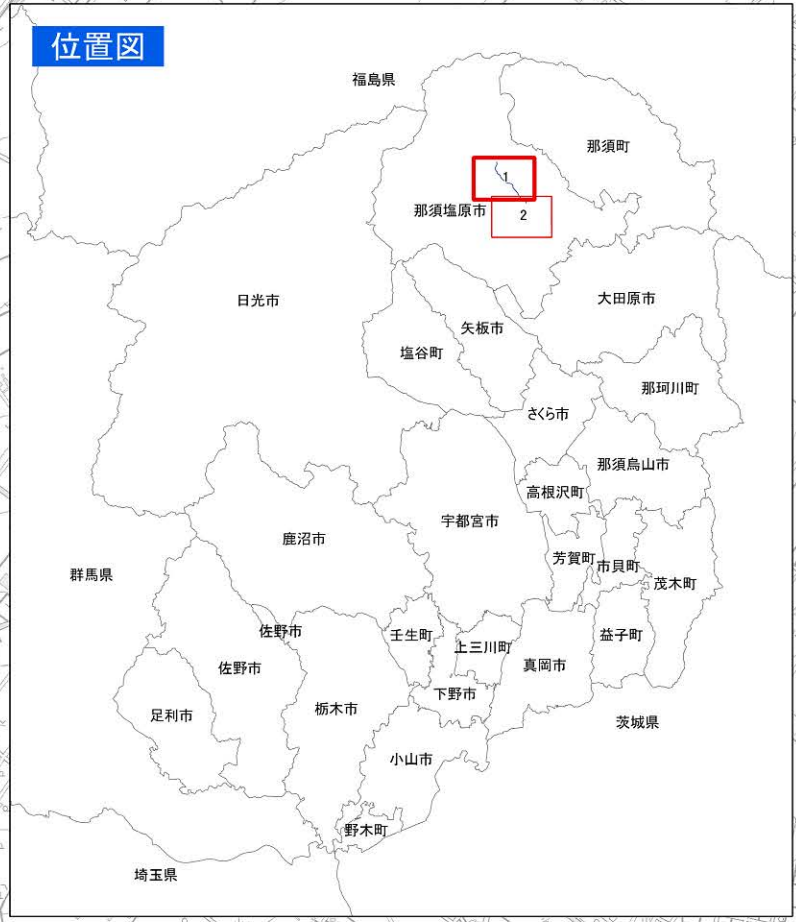 位置図
福島県
那須町
1
那須塩原市
2
日光市
大田原市
矢板市
塩谷町
那珂川町
さくら市
那須烏山市
高根沢町
宇都宮市
鹿沼市
芳賀町
市貝町
群馬県
茂木町
佐野市
壬生町
益子町
上三川町
佐野市
真岡市
下野市
栃木市
足利市
茨城県
小山市
野木町
埼玉県